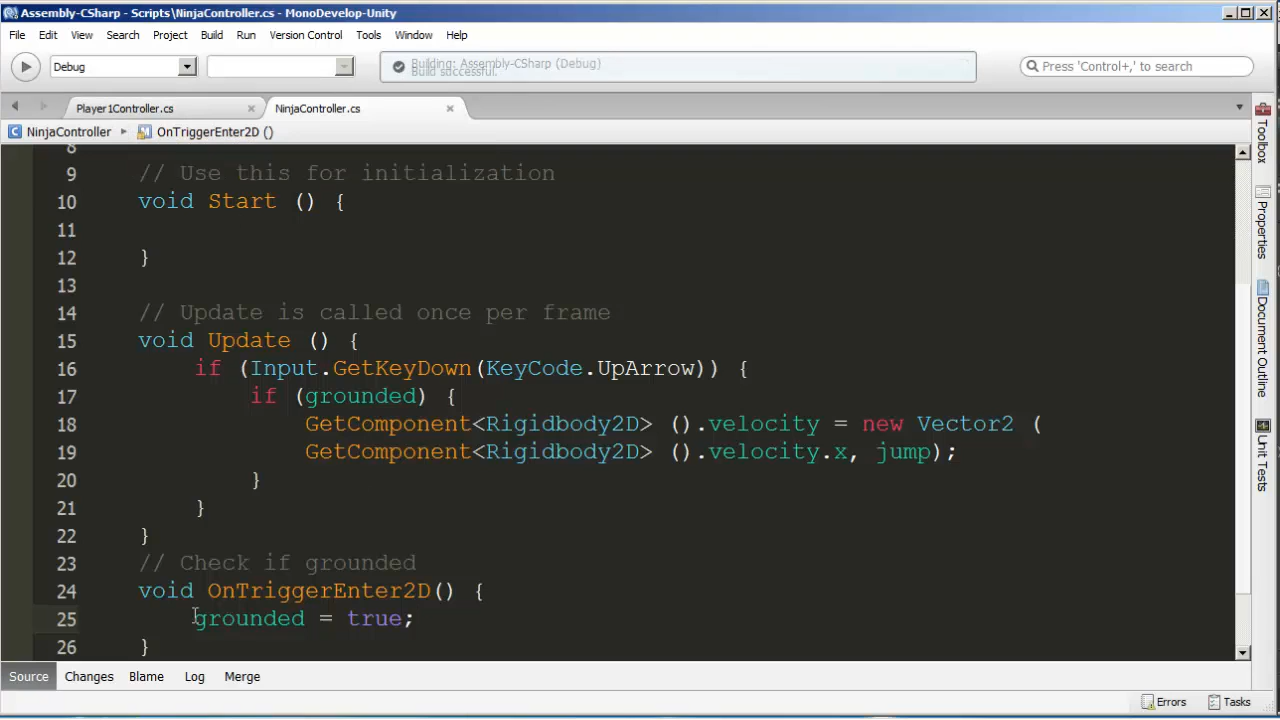 Assembly-CSharp - Scripts\NinjaController.cs - MonoDevelop-Unity
File Edit View Search Project Build Run Version Control Tools Window Help
Debug
Building: Assembly-CSharp (Debug)
Build successful.
Press 'Control+,' to search
Player1Controller.cs
NinjaController.cs
NinjaController
OnTriggerEnter2D ()
8
9 // Use this for initialization
10 void Start () {
11
12 }
13
14 // Update is called once per frame
15 void Update () {
16 if (Input.GetKeyDown(KeyCode.UpArrow)) {
17 if (grounded) {
18 GetComponent<Rigidbody2D> ().velocity = new Vector2 (
19 GetComponent<Rigidbody2D> ().velocity.x, jump);
20 }
21 }
22 }
23 // Check if grounded
24 void OnTriggerEnter2D() {
25 grounded = true;
26 }
Toolbox
Properties
Document Outline
Unit Tests
Source Changes Blame Log Merge
Errors Tasks